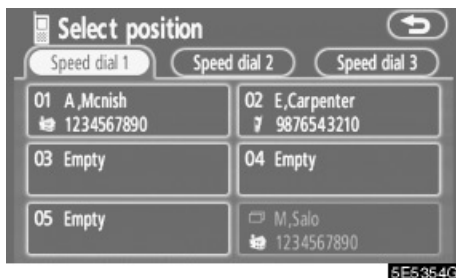 Select position
Speed dial 1 Speed dial 2 Speed dial 3
01 A,Mcnish 02 E,Carpenter
1234567890 9876543210
03 Empty 04 Empty
05 Empty M,Salo
1234567890
5E5354G